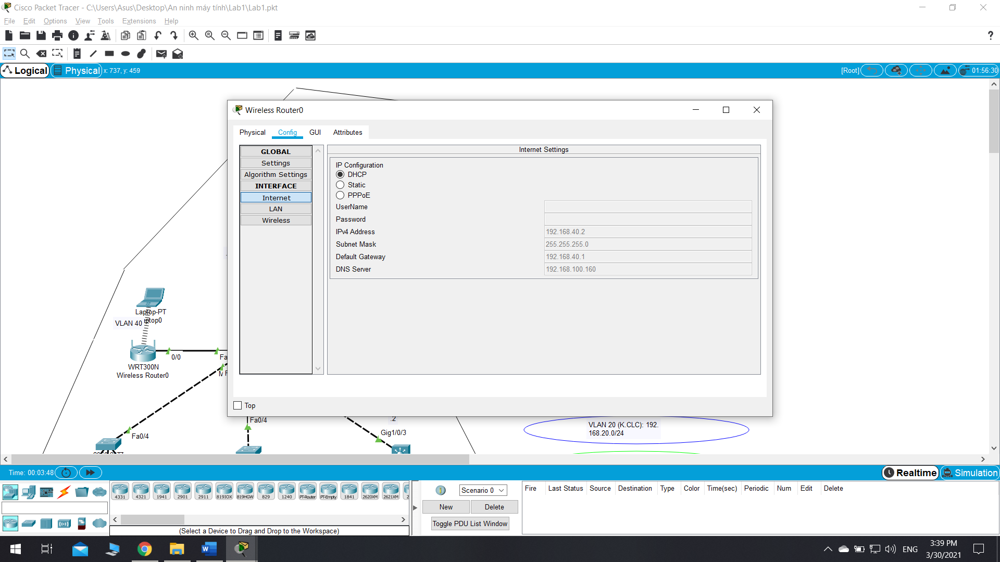 Cisco Packet Tracer - C:\Users\Asus\Desktop\An ninh máy tính\Lab1\Lab1.pkt
File Edit Options View Tools Extensions Help
?
Logical Physical x: 737, y: 459
[Root] 01:56:30
Wireless Router0
Physical Config GUI Attributes
GLOBAL
Settings
Algorithm Settings
INTERFACE
Internet
LAN
Wireless
Internet Settings
IP Configuration
DHCP
Static
PPPoE
UserName
Password
IPv4 Address 192.168.40.2
Subnet Mask 255.255.255.0
Default Gateway 192.168.40.1
DNS Server 192.168.100.160
Top
Laptop-PT
ptop0
VLAN 40
0/0
Fa
WRT300N
Wireless Router0
Fa0/4
Fa0/4
.2
Gig1/0/3
VLAN 20 (K.CLC): 192.
168.20.0/24
Time: 00:03:48
Realtime Simulation
4331 4321 1941 2901 2911 819IOX 819HGW 829 1240 PT-Router PT-Empty 1841 2620XM 2621XM
(Select a Device to Drag and Drop to the Workspace)
Scenario 0
New Delete
Toggle PDU List Window
Fire Last Status Source Destination Type Color Time(sec) Periodic Num Edit Delete
ENG
3:39 PM
3/30/2021